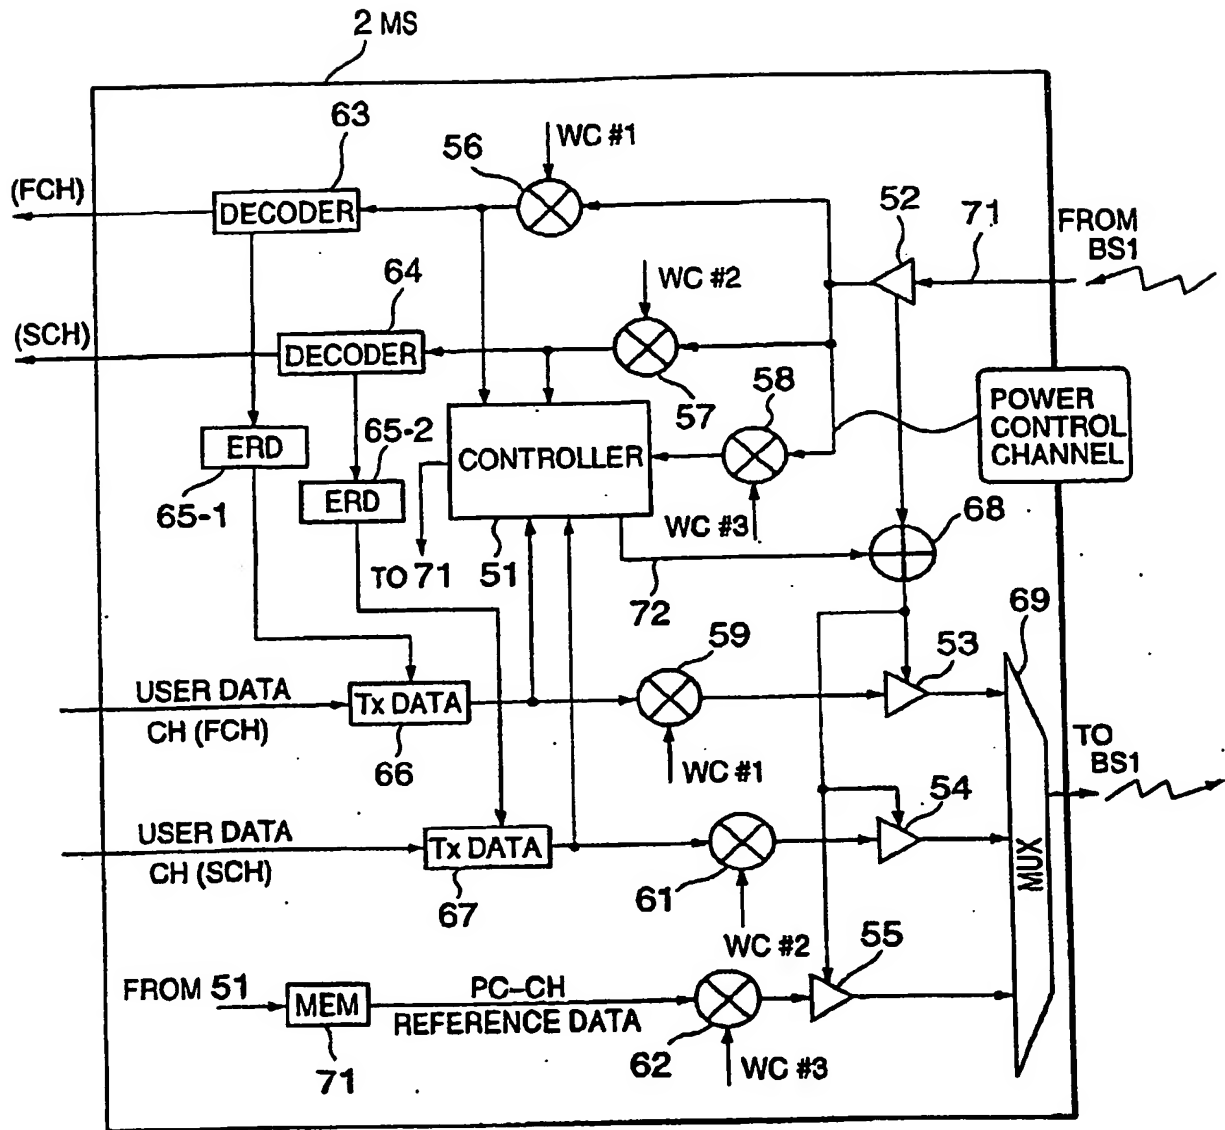 2 MS
63
WC #1
56
(FCH)
DECODER
52
71
FROM
BS1
64
WC #2
(SCH)
DECODER
57
58
POWER
CONTROL
CHANNEL
65-2
CONTROLLER
ERD
65-1
ERD
WC #3
68
TO 71
51
72
59
69
53
USER DATA
CH (FCH)
Tx DATA
66
WC #1
TO
BS1
54
USER DATA
CH (SCH)
Tx DATA
67
61
MUX
WC #2
55
FROM 51
MEM
PC-CH
REFERENCE DATA
71
62
WC #3